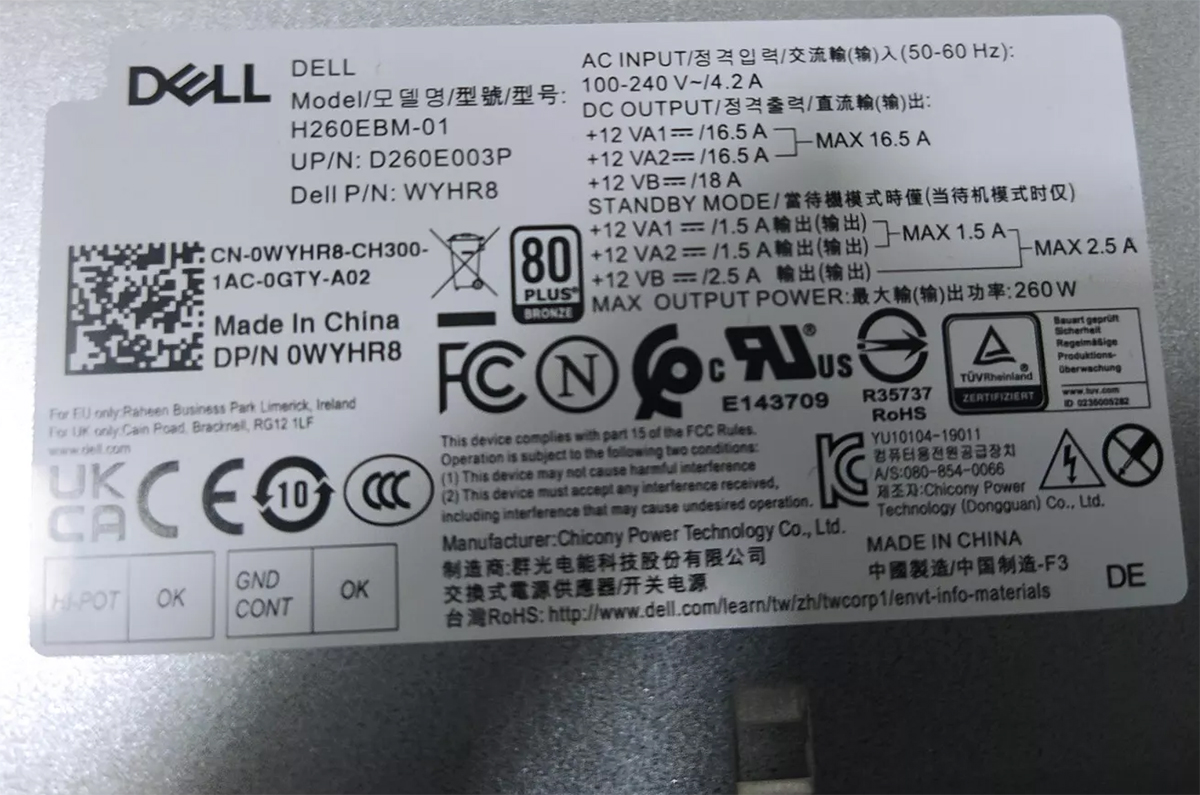 DELL
DELL
Model/모델명/型號/型号:
H260EBM-01
UP/N: D260E003P
Dell P/N: WYHR8
AC INPUT/정격입력/交流輸(输)入(50-60 Hz):
100-240 V~/4.2 A
DC OUTPUT/정격출력/直流輸(输)出:
+12 VA1⎓/16.5 A
+12 VA2⎓/16.5 A
MAX 16.5 A
+12 VB⎓/18 A
STANDBY MODE/當待機模式時僅(当待机模式时仅)
+12 VA1⎓/1.5 A輸出(输出)
+12 VA2⎓/1.5 A輸出(输出)
MAX 1.5 A
+12 VB⎓/2.5 A 輸出(输出)
MAX 2.5 A
MAX OUTPUT POWER:最大輸(输)出功率:260 W
CN-0WYHR8-CH300-
1AC-0GTY-A02
Made In China
DP/N 0WYHR8
80
PLUS®
BRONZE
FC
N
c RU® US
E143709
R35737
RoHS
TÜVRheinland®
ZERTIFIZIERT
Bauart geprüft
Sicherheit
Regelmäßige
Produktions-
überwachung
www.tuv.com
ID 0235005282
For EU only:Raheen Business Park Limerick, Ireland
For UK only:Cain Poad, Bracknell, RG12 1LF
www.dell.com
UK
CA
CE
10
CCC
This device complies with part 15 of the FCC Rules.
Operation is subject to the following two conditions:
(1) This device may not cause harmful interference
(2) This device must accept any interference received,
including interference that may cause undesired operation.
YU10104-19011
컴퓨터용전원공급장치
A/S:080-854-0066
제조자:Chicony Power
Technology (Dongguan) Co., Ltd.
HI-POT
OK
GND
CONT
OK
Manufacturer:Chicony Power Technology Co., Ltd.
制造商:群光电能科技股份有限公司
交換式電源供應器/开关电源
台灣RoHS: http://www.dell.com/learn/tw/zh/twcorp1/envt-info-materials
MADE IN CHINA
中國製造/中国制造-F3
DE